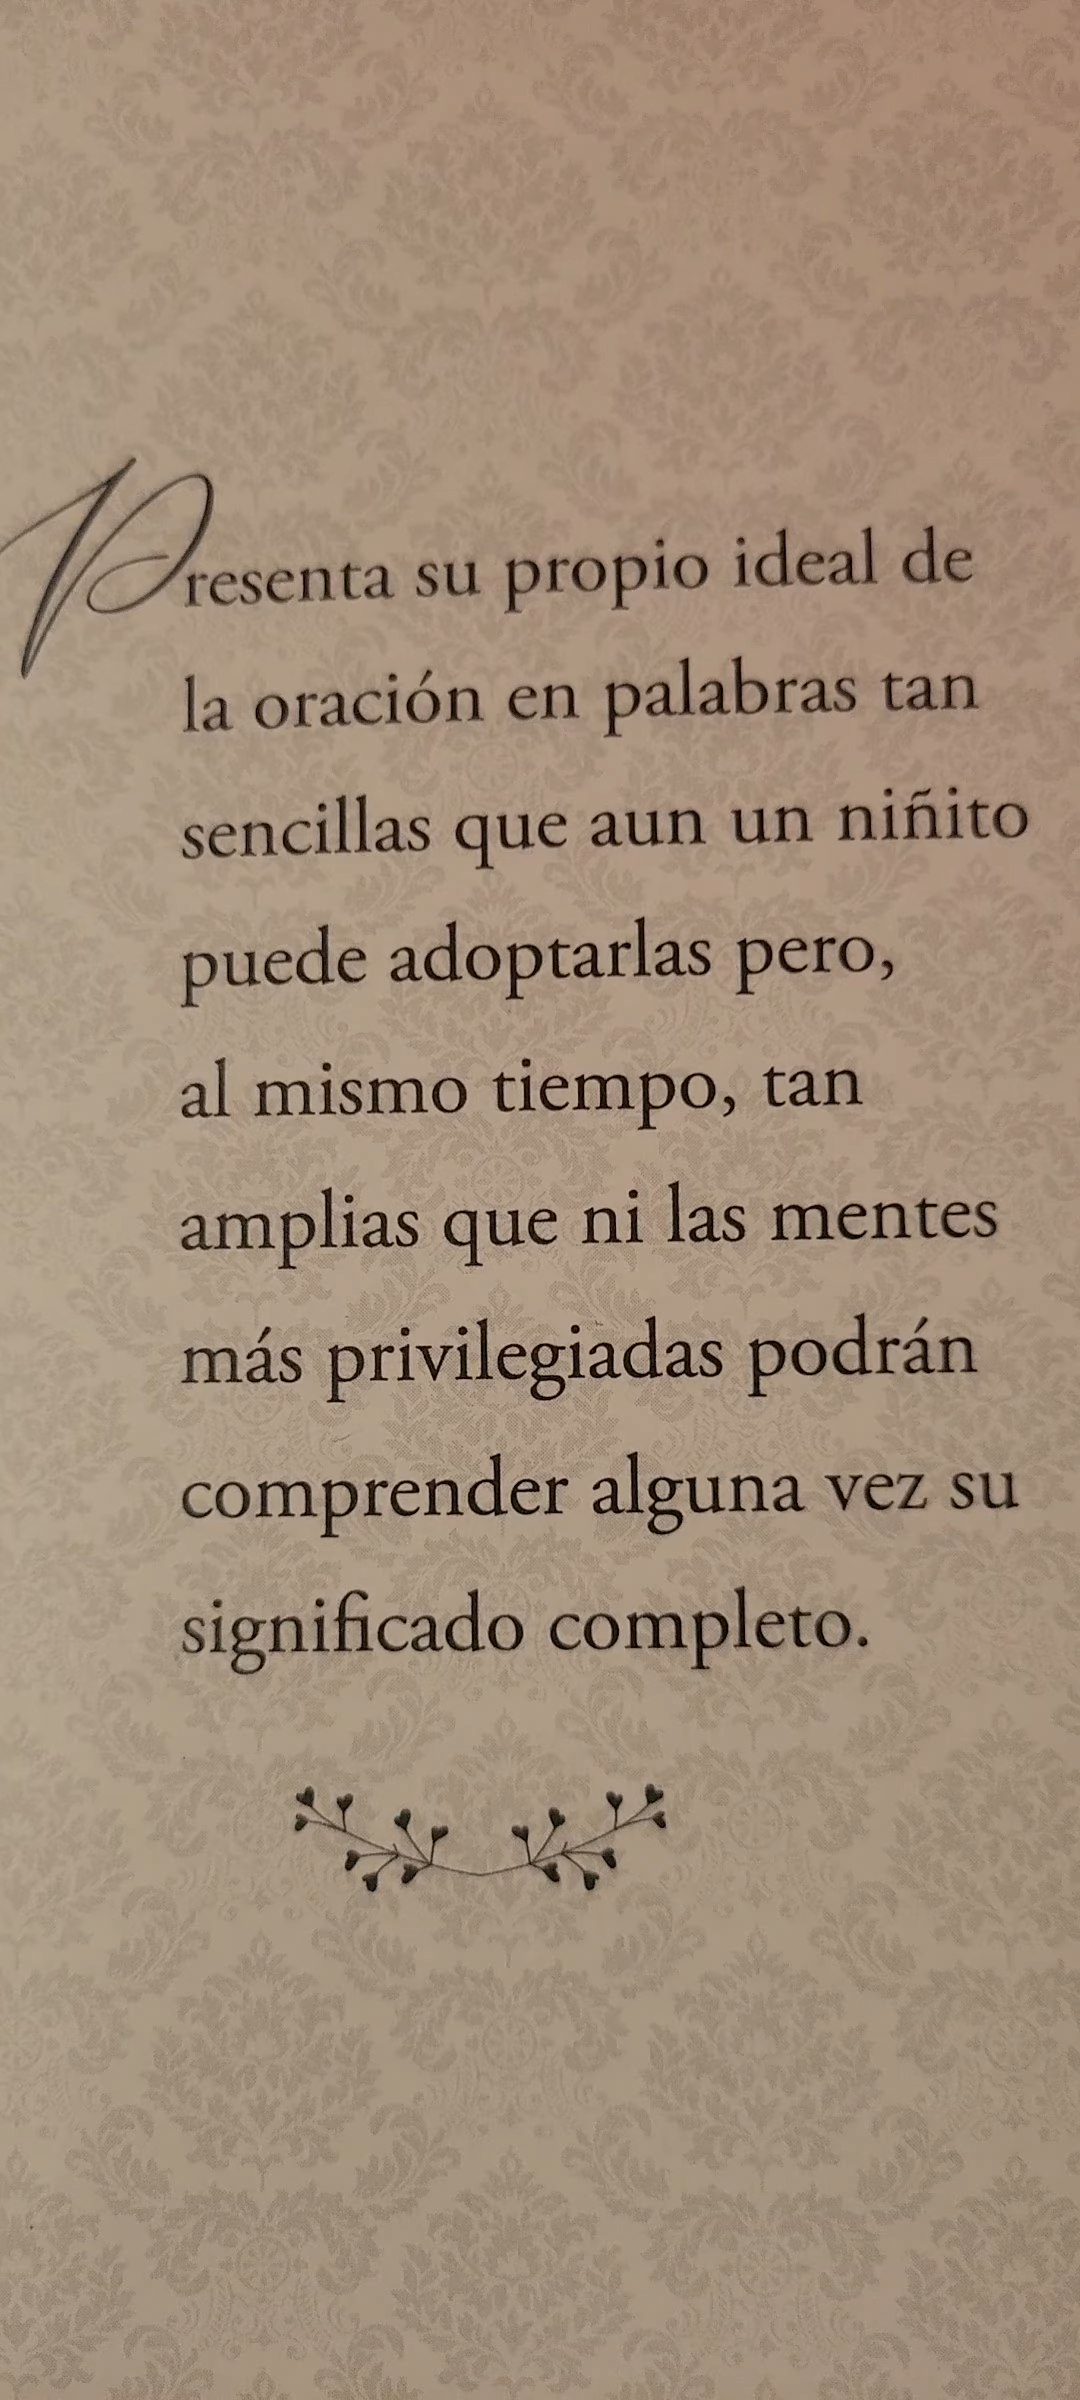 Presenta su propio ideal de
la oración en palabras tan
sencillas que aun un niñito
puede adoptarlas pero,
al mismo tiempo, tan
amplias que ni las mentes
más privilegiadas podrán
comprender alguna vez su
significado completo.